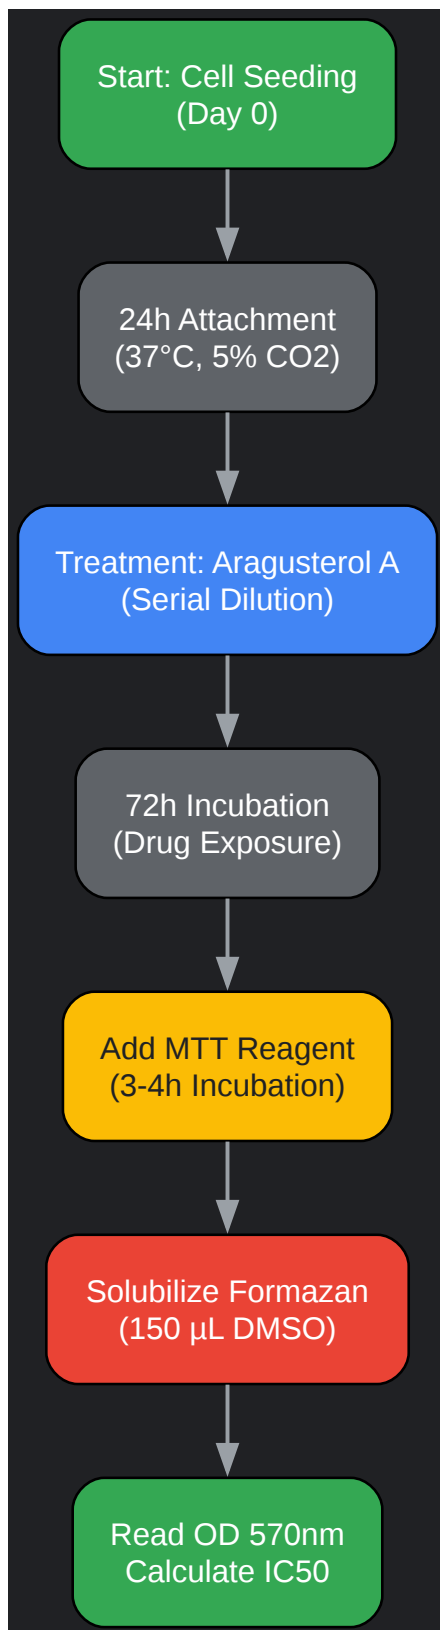 Start: Cell Seeding
(Day 0)
24h Attachment
(37°C, 5% CO2)
Treatment: Aragusterol A
(Serial Dilution)
72h Incubation
(Drug Exposure)
Add MTT Reagent
(3-4h Incubation)
Solubilize Formazan
(150 µL DMSO)
Read OD 570nm
Calculate IC50